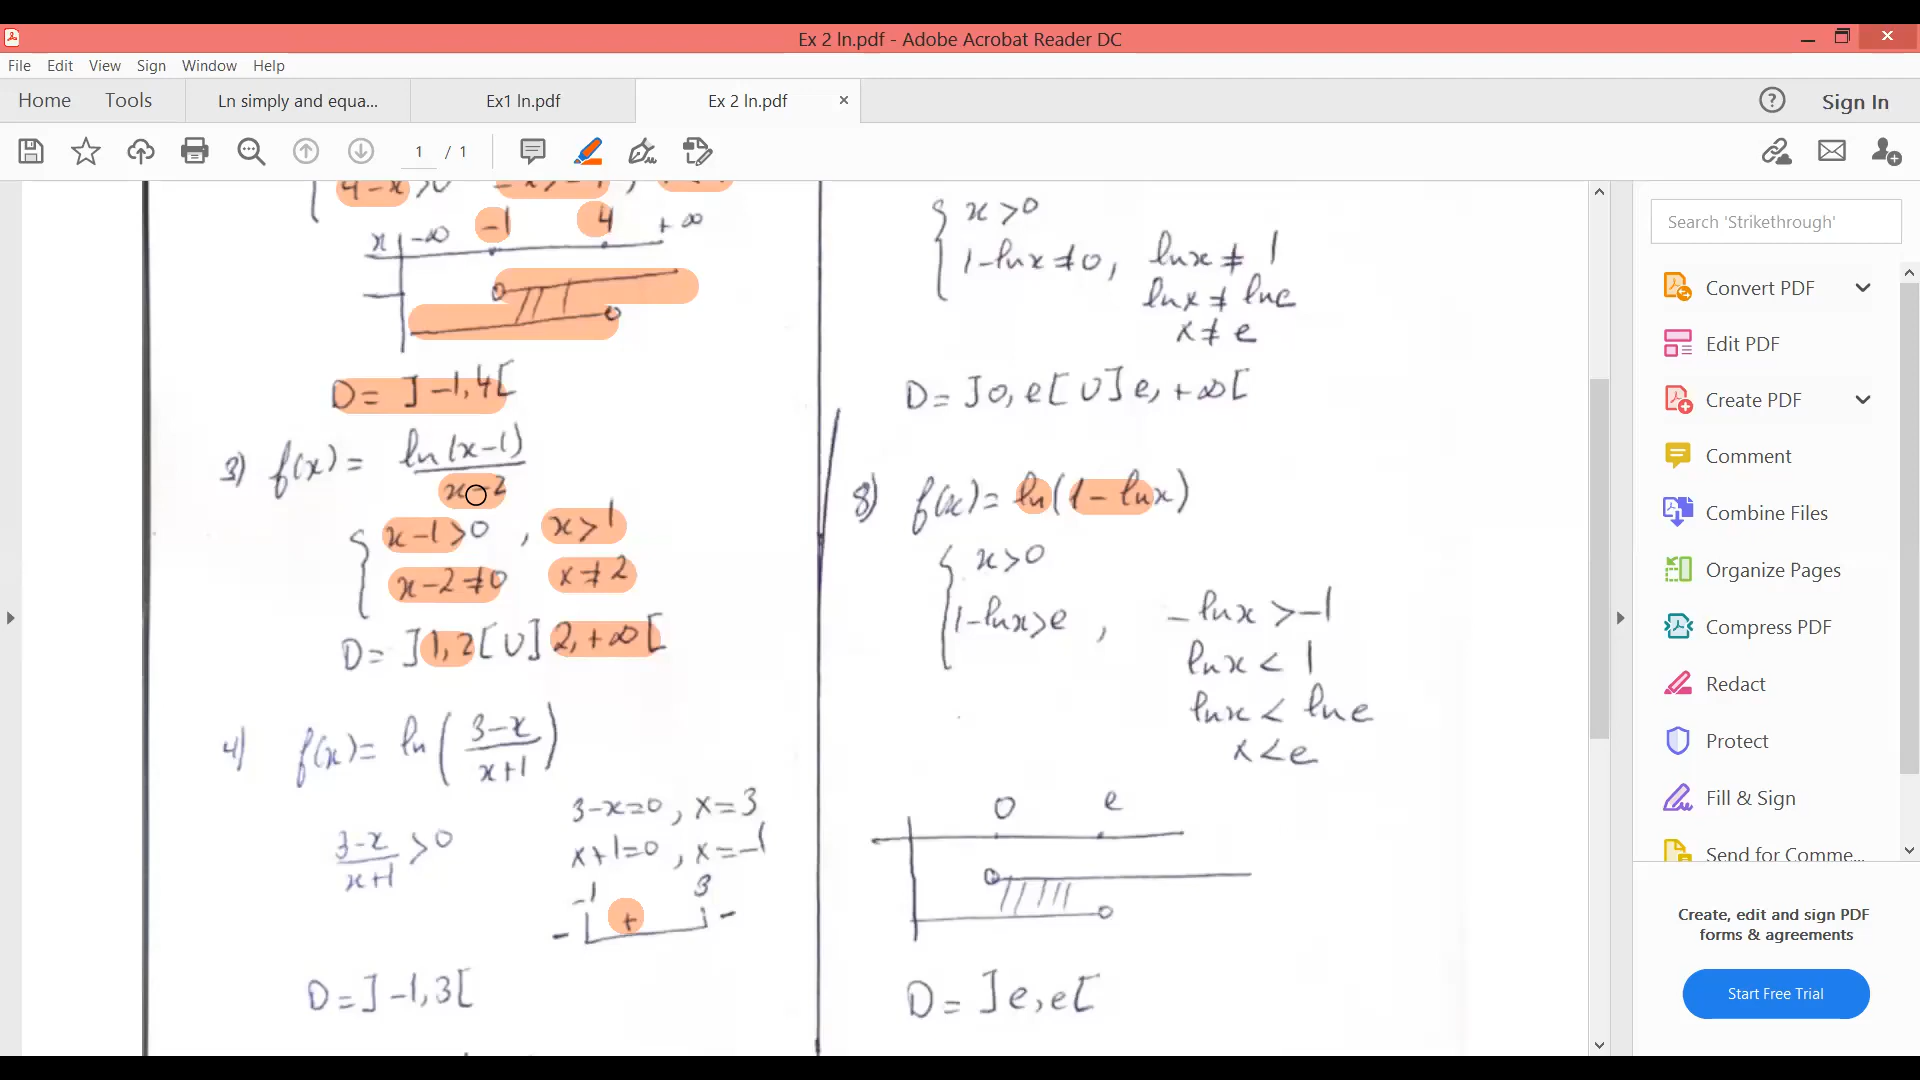 Ex 2 ln.pdf - Adobe Acrobat Reader DC
File Edit View Sign Window Help
Home Tools Ln simply and equa... Ex1 ln.pdf Ex 2 ln.pdf × ? Sign In
1 / 1
4-x>0
x -∞ -1 4 +∞
D= ]-1,4[
3) f(x)= ln(x-1)
x-2
{ x-1>0 , x>1
x-2≠0 x≠2
D= ]1,2[ U ]2,+∞[
4) f(x)= ln( 3-x
x+1 )
3-x=0 , x=3
3-x
x+1 >0
x+1=0 , x=-1
-1 3
- + -
D=]-1,3[
{ x>0
1-lnx≠0, lnx≠1
lnx≠lne
x≠e
D=]0,e[ U ]e,+∞[
8) f(x)= ln(1-lnx)
{ x>0
1-lnx>e , -lnx>-1
lnx<1
lnx<lne
x<e
0 e
D= ]e,e[
Search 'Strikethrough'
Convert PDF
Edit PDF
Create PDF
Comment
Combine Files
Organize Pages
Compress PDF
Redact
Protect
Fill & Sign
Send for Comme...
Create, edit and sign PDF
forms & agreements
Start Free Trial